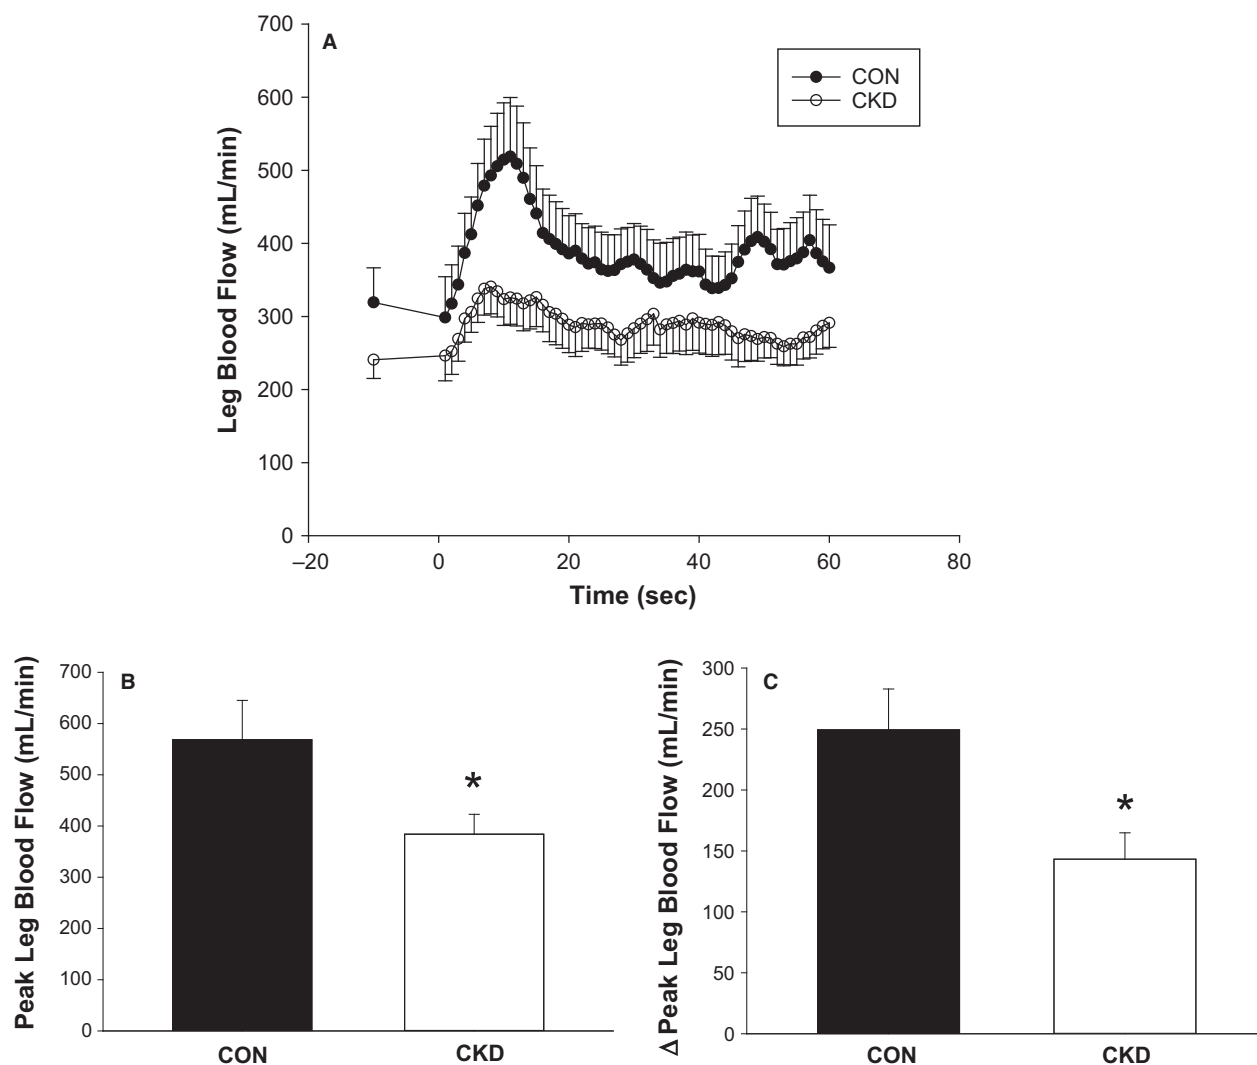 A
CON
CKD
700
600
500
400
300
200
100
0
Leg Blood Flow (mL/min)
–20 0 20 40 60 80
Time (sec)
B
700
600
500
400
300
200
100
0
Peak Leg Blood Flow (mL/min)
*
CON CKD
C
300
250
200
150
100
50
0
Δ Peak Leg Blood Flow (mL/min)
*
CON CKD